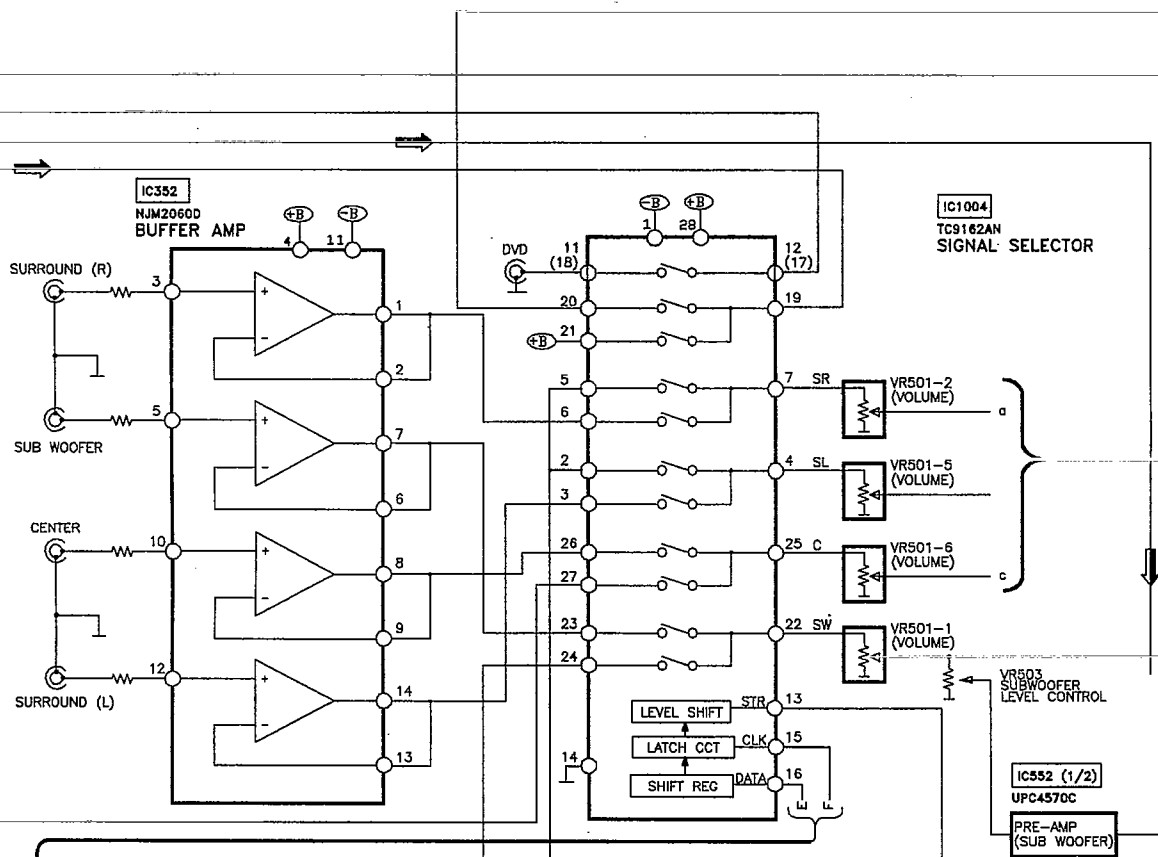 IC352
NJM2060D
BUFFER AMP
+B
-B
4
11
SURROUND (R)
3
+
-
1
2
5
SUB WOOFER
+
-
7
6
CENTER
10
+
-
8
9
12
SURROUND (L)
+
-
14
13
-B
+B
1
28
DVD
11
(18)
12
(17)
20
19
+B
21
5
6
7
SR
2
3
4
SL
26
27
25
C
23
24
22
SW
LEVEL SHIFT
STR
13
LATCH CCT
CLK
15
14
SHIFT REG
DATA
16
E
F
IC1004
TC9162AN
SIGNAL SELECTOR
VR501-2
(VOLUME)
a
VR501-5
(VOLUME)
VR501-6
(VOLUME)
c
VR501-1
(VOLUME)
VR503
SUBWOOFER
LEVEL CONTROL
IC552 (1/2)
UPC4570C
PRE-AMP
(SUB WOOFER)